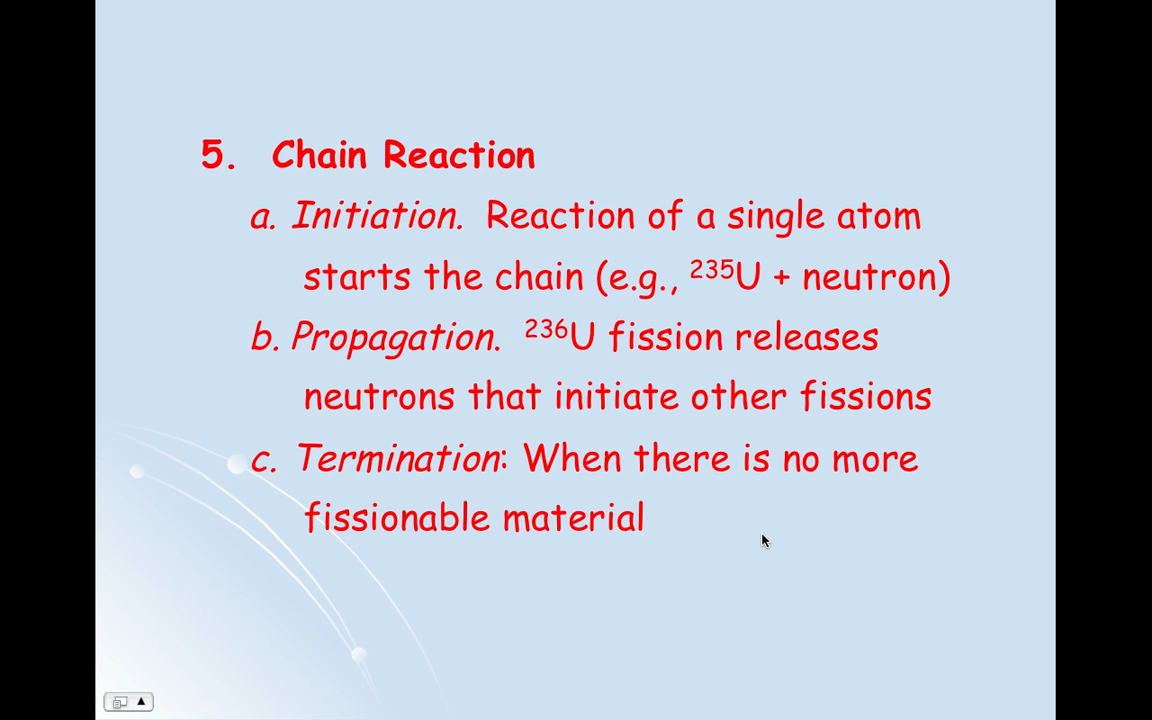 5. Chain Reaction
a. Initiation. Reaction of a single atom
starts the chain (e.g., ²³⁵U + neutron)
b. Propagation. ²³⁶U fission releases
neutrons that initiate other fissions
c. Termination: When there is no more
fissionable material